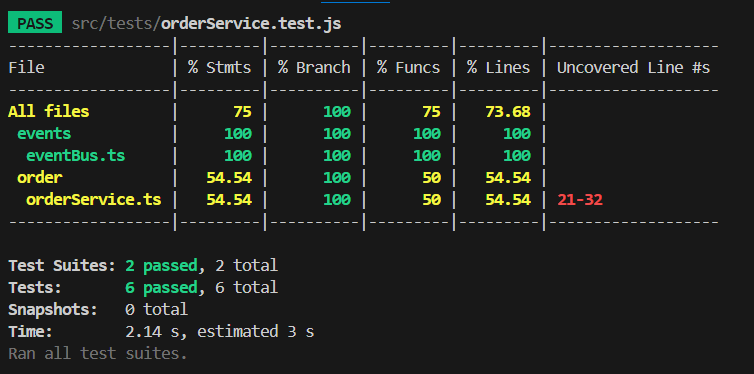 PASS src/tests/orderService.test.js
------------------|---------|----------|---------|---------|-------------------
File              | % Stmts | % Branch | % Funcs | % Lines | Uncovered Line #s
------------------|---------|----------|---------|---------|-------------------
All files         |      75 |      100 |      75 |   73.68 |
 events           |     100 |      100 |     100 |     100 |
  eventBus.ts     |     100 |      100 |     100 |     100 |
 order            |   54.54 |      100 |      50 |   54.54 |
  orderService.ts |   54.54 |      100 |      50 |   54.54 | 21-32
------------------|---------|----------|---------|---------|-------------------
Test Suites: 2 passed, 2 total
Tests:       6 passed, 6 total
Snapshots:   0 total
Time:        2.14 s, estimated 3 s
Ran all test suites.